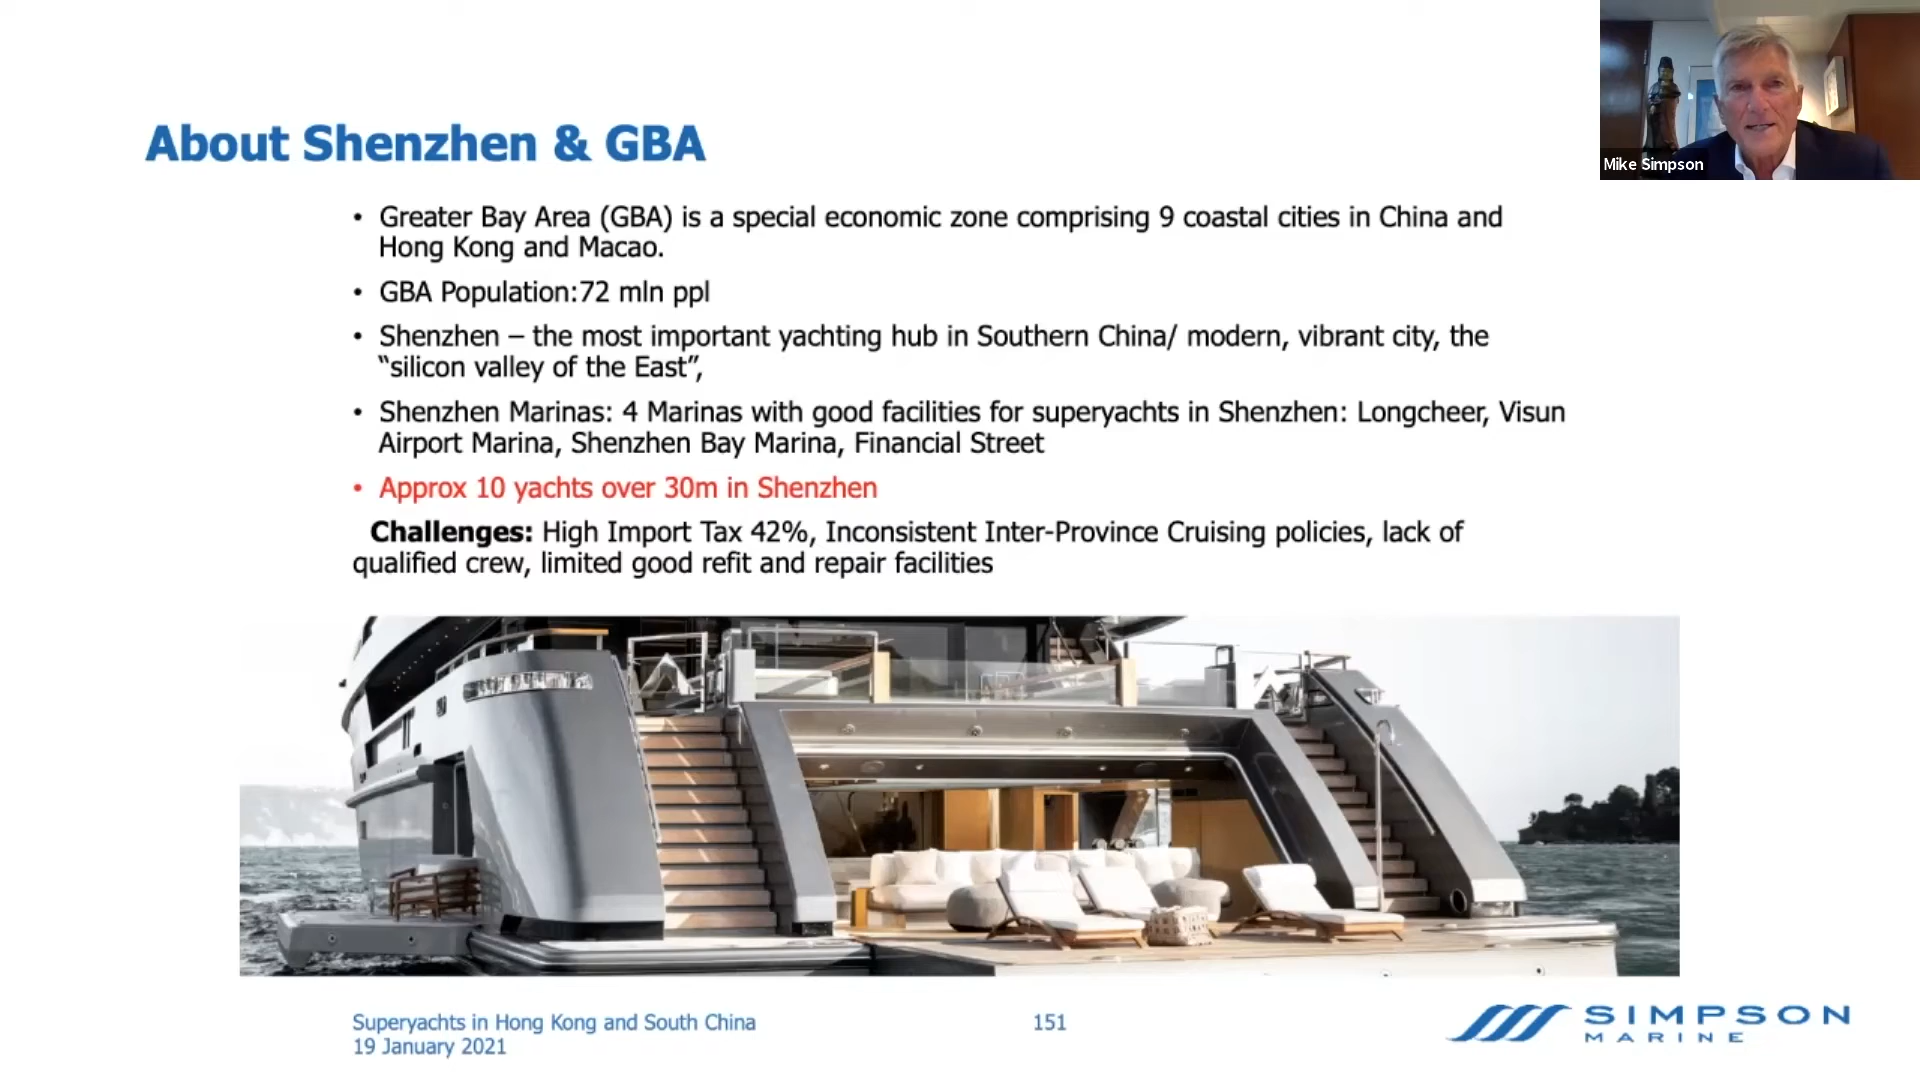 Mike Simpson
About Shenzhen & GBA
• Greater Bay Area (GBA) is a special economic zone comprising 9 coastal cities in China and
Hong Kong and Macao.
• GBA Population:72 mln ppl
• Shenzhen – the most important yachting hub in Southern China/ modern, vibrant city, the
“silicon valley of the East”,
• Shenzhen Marinas: 4 Marinas with good facilities for superyachts in Shenzhen: Longcheer, Visun
Airport Marina, Shenzhen Bay Marina, Financial Street
• Approx 10 yachts over 30m in Shenzhen
Challenges: High Import Tax 42%, Inconsistent Inter-Province Cruising policies, lack of
qualified crew, limited good refit and repair facilities
Superyachts in Hong Kong and South China
19 January 2021
151
SIMPSON
MARINE